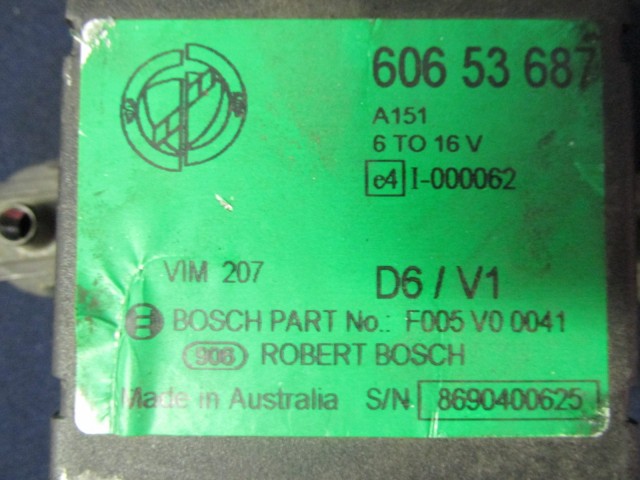 606 53 687
A151
6 TO 16 V
e4 I-000062
VIM 207 D6 / V1
BOSCH PART No.: F005 V0 0041
906 ROBERT BOSCH
Made in Australia S/N 8690400625